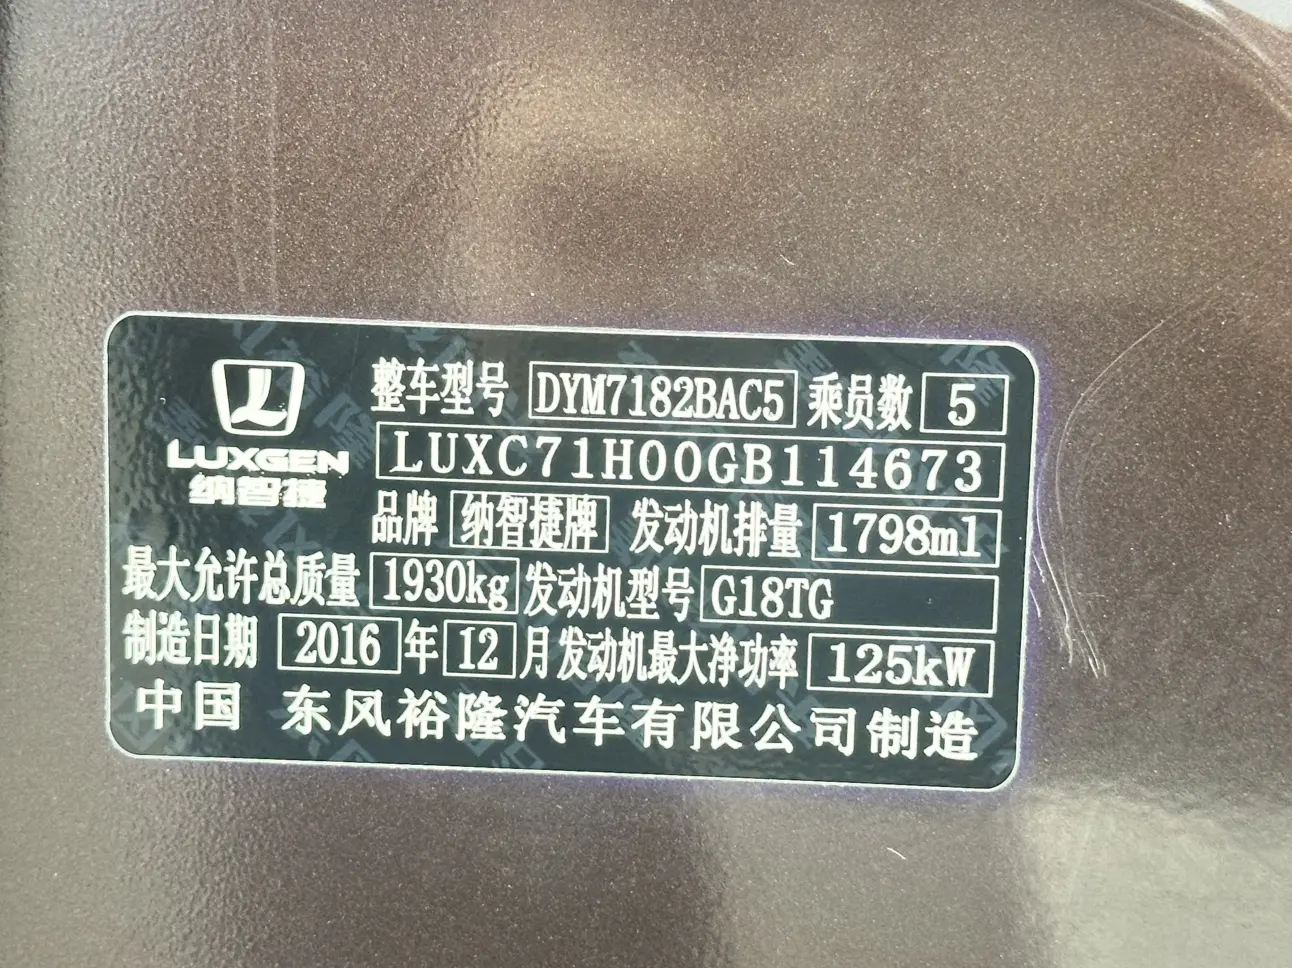 LUXGEN
纳智捷
整车型号 DYM7182BAC5 乘员数 5
LUXC71H00GB114673
品牌 纳智捷牌 发动机排量 1798ml
最大允许总质量 1930kg 发动机型号 G18TG
制造日期 2016 年 12 月 发动机最大净功率 125kW
中国 东风裕隆汽车有限公司制造